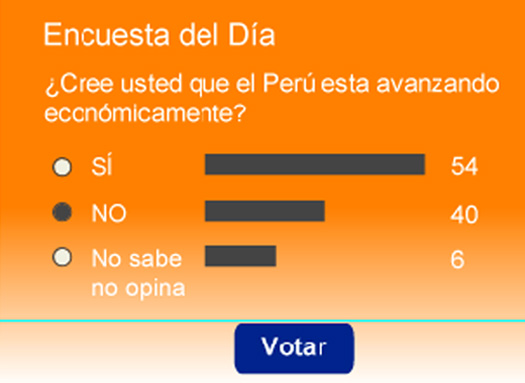 Encuesta del Día
¿Cree usted que el Perú esta avanzando
económicamente?
SÍ 54
NO 40
No sabe 6
no opina
Votar